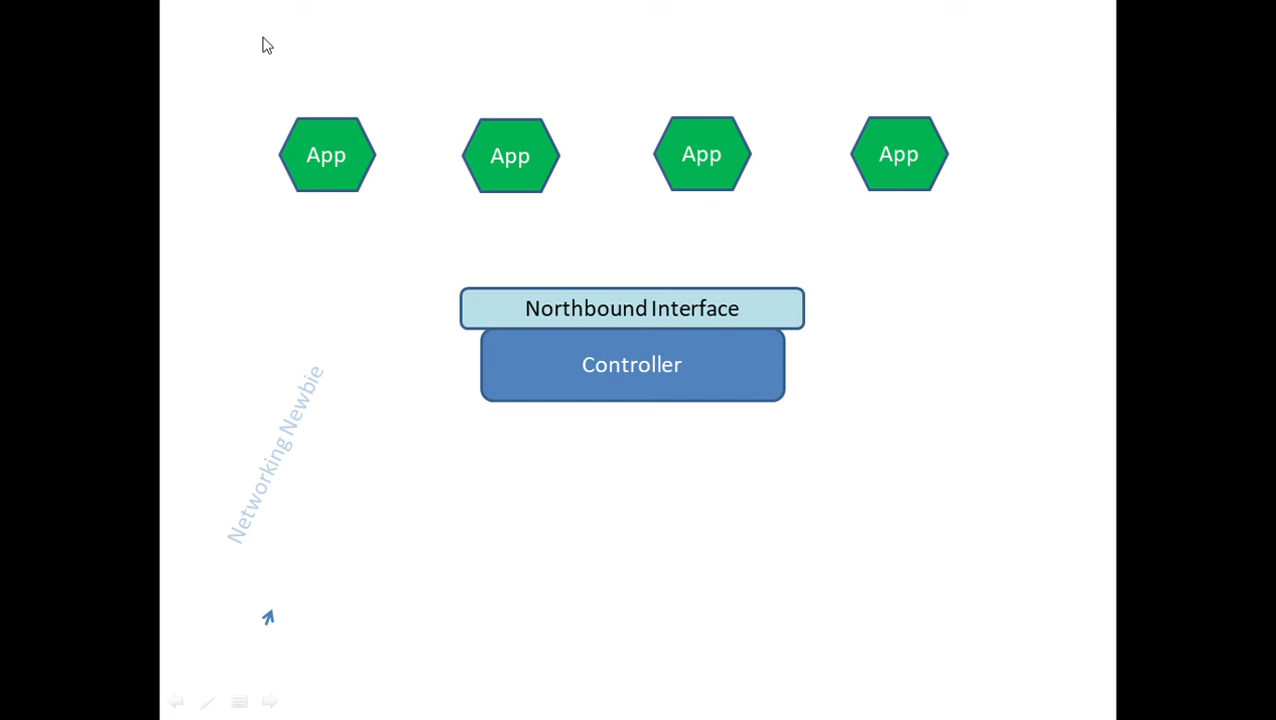 App
App
App
App
Northbound Interface
Controller
Networking Newbie